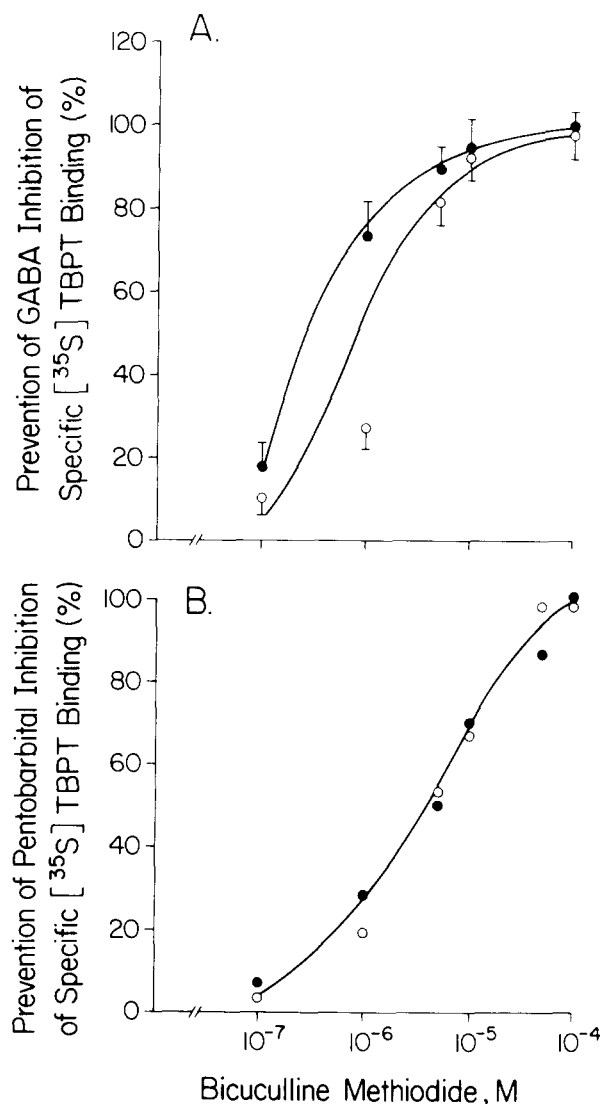 A.
Prevention of GABA Inhibition of
Specific [³⁵S] TBPT Binding (%)
120
100
80
60
40
20
0
B.
Prevention of Pentobarbital Inhibition
of Specific [³⁵S] TBPT Binding (%)
100
80
60
40
20
0
10⁻⁷ 10⁻⁶ 10⁻⁵ 10⁻⁴
Bicuculline Methiodide, M